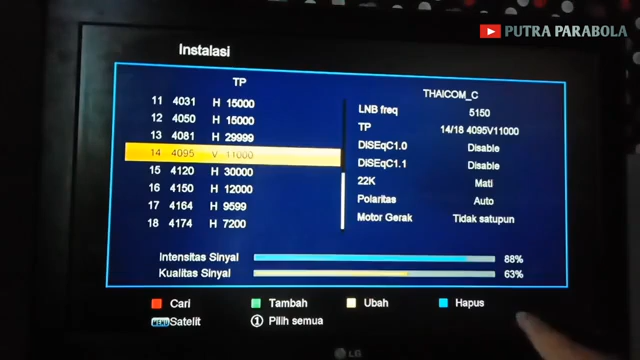 PUTRA PARABOLA
Instalasi
TP
11 4031 H 15000
12 4050 H 15000
13 4081 H 29999
14 4095 V 11000
15 4120 H 30000
16 4150 H 12000
17 4164 H 9599
18 4174 H 7200
THAICOM_C
LNB freq 5150
TP 14/18 4095V11000
DiSEqC1.0 Disable
DiSEqC1.1 Disable
22K Mati
Polaritas Auto
Motor Gerak Tidak satupun
Intensitas Sinyal 88%
Kualitas Sinyal 63%
Cari Tambah Ubah Hapus
MENU Satelit 1 Pilih semua
LG